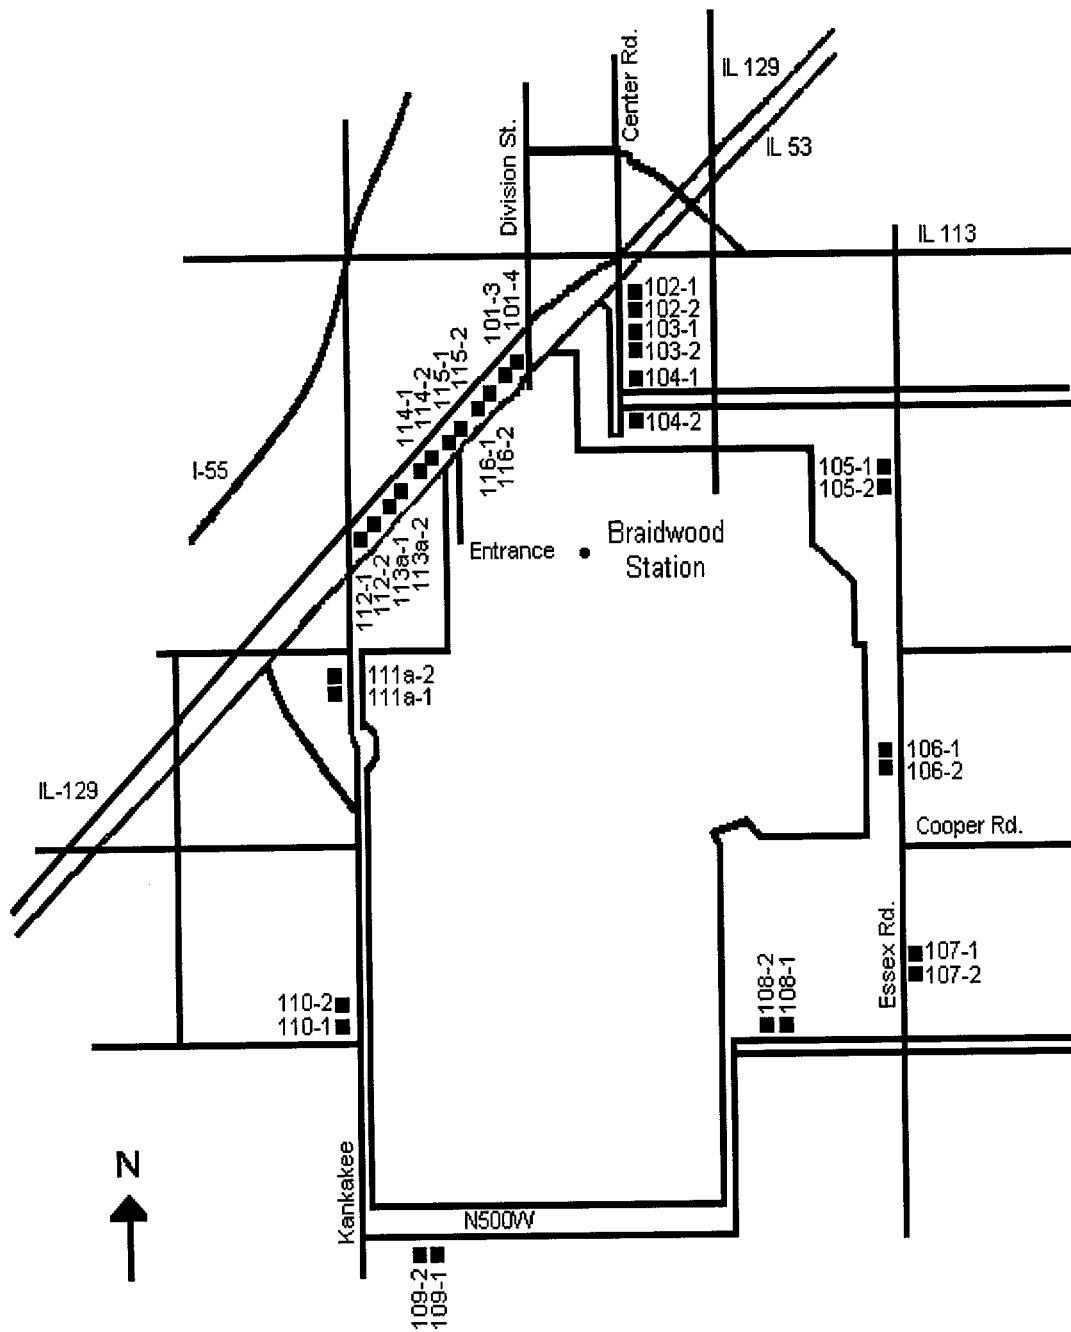 Center Rd.
IL 129
Division St.
IL 53
IL 113
101-3
101-4
102-1
102-2
103-1
103-2
104-1
104-2
115-1
115-2
114-1
114-2
116-1
116-2
I-55
105-1
105-2
Entrance
Braidwood
Station
112-1
112-2
113a-1
113a-2
111a-2
111a-1
106-1
106-2
IL-129
Cooper Rd.
Essex Rd.
107-1
107-2
108-2
108-1
110-2
110-1
N
Kankakee
N500W
109-2
109-1